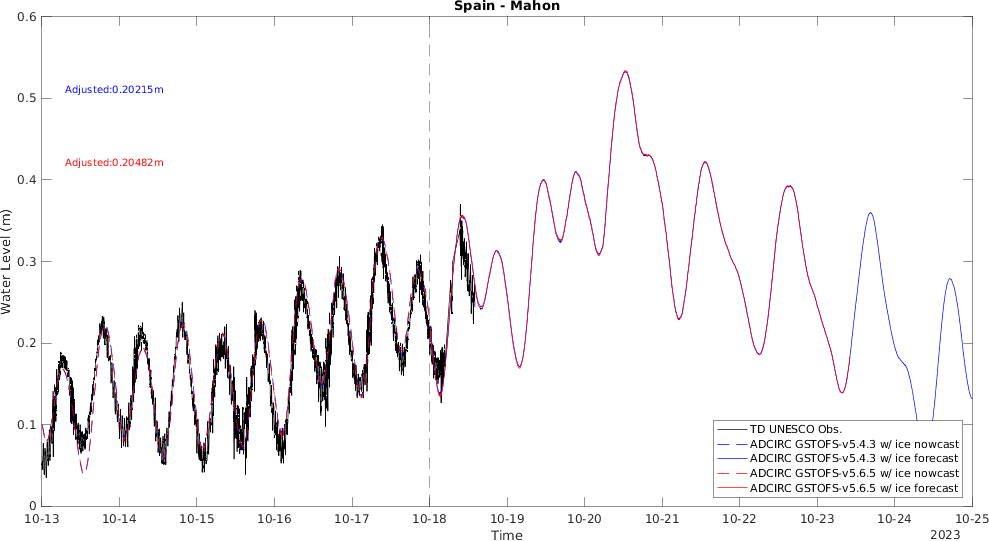 Spain - Mahon
0.6
0.5
0.4
0.3
0.2
0.1
0
Water Level (m)
Adjusted:0.20215m
Adjusted:0.20482m
TD UNESCO Obs.
ADCIRC GSTOFS-v5.4.3 w/ ice nowcast
ADCIRC GSTOFS-v5.4.3 w/ ice forecast
ADCIRC GSTOFS-v5.6.5 w/ ice nowcast
ADCIRC GSTOFS-v5.6.5 w/ ice forecast
10-13 10-14 10-15 10-16 10-17 10-18 10-19 10-20 10-21 10-22 10-23 10-24 10-25
Time
2023